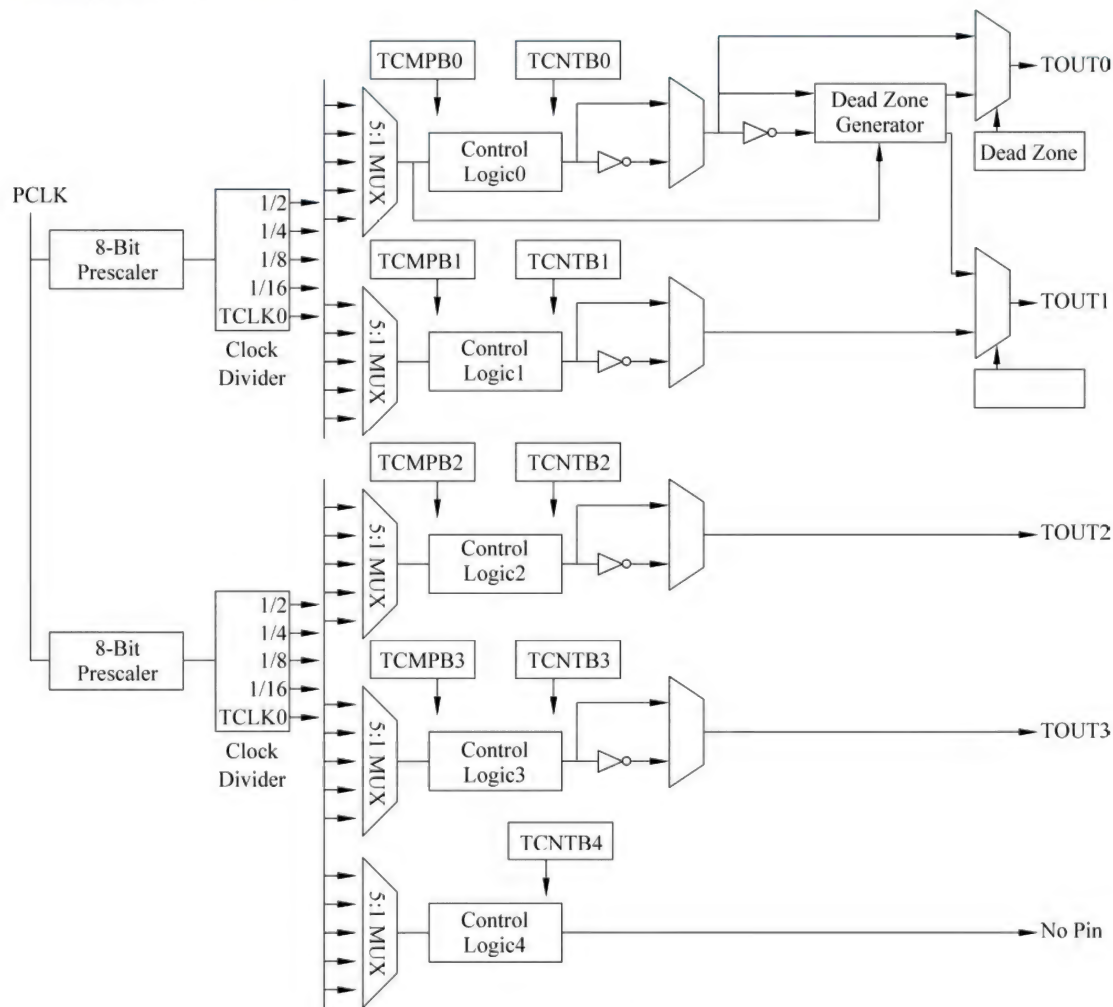 TCMPB0
TCNTB0
TOUT0
5:1 MUX
Control
Logic0
Dead Zone
Generator
Dead Zone
PCLK
8-Bit
Prescaler
1/2
1/4
1/8
1/16
TCLK0
Clock
Divider
TCMPB1
TCNTB1
TOUT1
5:1 MUX
Control
Logic1
TCMPB2
TCNTB2
5:1 MUX
Control
Logic2
TOUT2
8-Bit
Prescaler
1/2
1/4
1/8
1/16
TCLK0
Clock
Divider
TCMPB3
TCNTB3
5:1 MUX
Control
Logic3
TOUT3
TCNTB4
5:1 MUX
Control
Logic4
No Pin